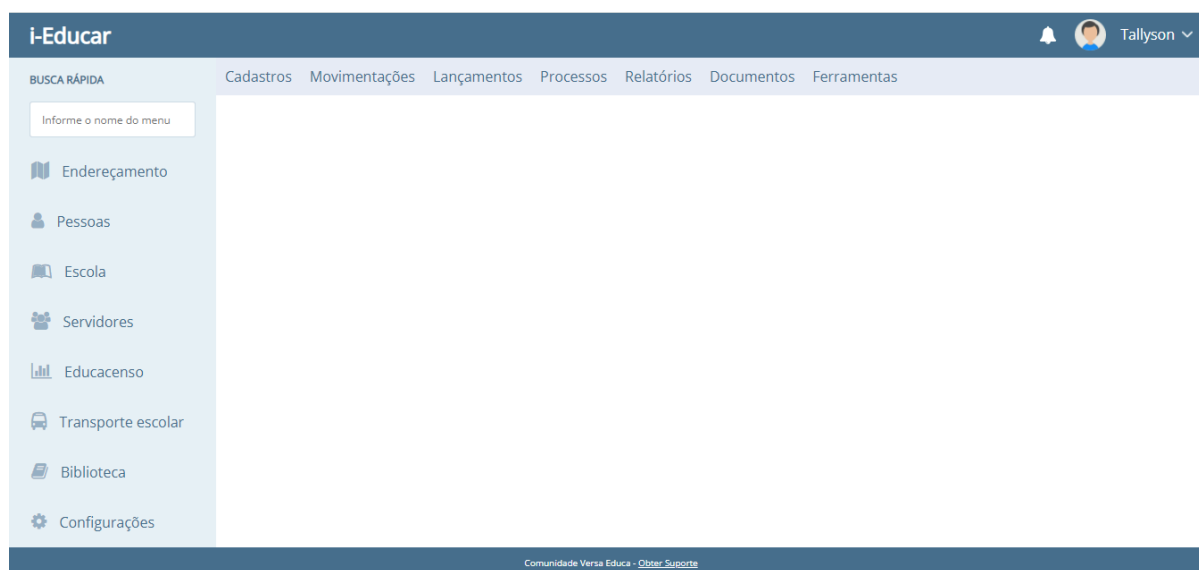 i-Educar
Tallyson
BUSCA RÁPIDA
Cadastros Movimentações Lançamentos Processos Relatórios Documentos Ferramentas
Informe o nome do menu
Endereçamento
Pessoas
Escola
Servidores
Educacenso
Transporte escolar
Biblioteca
Configurações
Comunidade Versa Educa - Obter Suporte